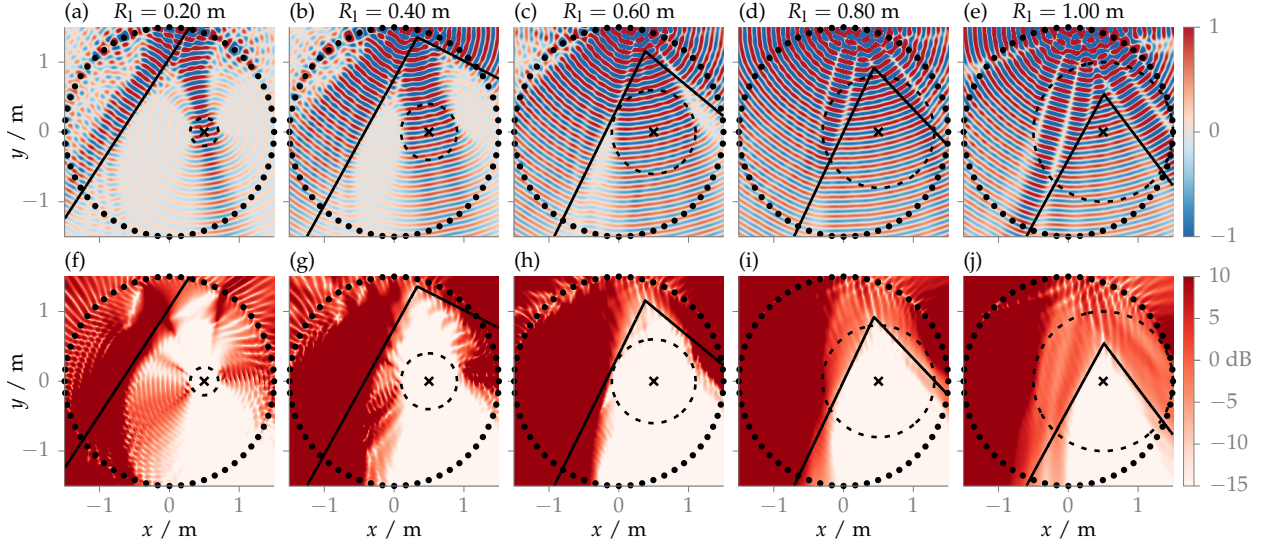 (a) R₁ = 0.20 m (b) R₁ = 0.40 m (c) R₁ = 0.60 m (d) R₁ = 0.80 m (e) R₁ = 1.00 m
1
0
−1
y / m
1
0
−1
(f) (g) (h) (i) (j)
1
0
−1
y / m
10
5
0 dB
−5
−10
−15
−1 0 1 −1 0 1 −1 0 1 −1 0 1 −1 0 1
x / m x / m x / m x / m x / m